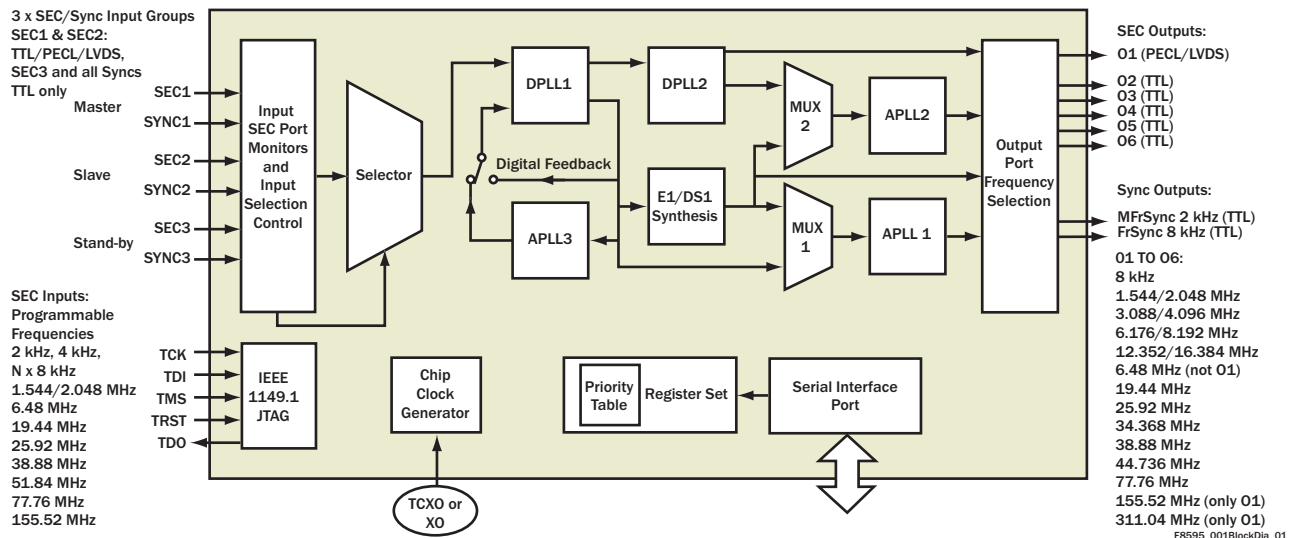 3 x SEC/Sync Input Groups
SEC1 & SEC2:
TTL/PECL/LVDS,
SEC3 and all Syncs
TTL only
Master
Slave
Stand-by
SEC1
SYNC1
SEC2
SYNC2
SEC3
SYNC3
SEC Inputs:
Programmable
Frequencies
2 kHz, 4 kHz,
N x 8 kHz
1.544/2.048 MHz
6.48 MHz
19.44 MHz
25.92 MHz
38.88 MHz
51.84 MHz
77.76 MHz
155.52 MHz
TCK
TDI
TMS
TRST
TDO
Input
SEC Port
Monitors
and
Input
Selection
Control
Selector
DPLL1
DPLL2
Digital Feedback
APLL3
E1/DS1
Synthesis
MUX
2
MUX
1
APLL2
APLL 1
Output
Port
Frequency
Selection
IEEE
1149.1
JTAG
Chip
Clock
Generator
TCXO or
XO
Priority
Table
Register Set
Serial Interface
Port
SEC Outputs:
O1 (PECL/LVDS)
O2 (TTL)
O3 (TTL)
O4 (TTL)
O5 (TTL)
O6 (TTL)
Sync Outputs:
MFrSync 2 kHz (TTL)
FrSync 8 kHz (TTL)
01 TO 06:
8 kHz
1.544/2.048 MHz
3.088/4.096 MHz
6.176/8.192 MHz
12.352/16.384 MHz
6.48 MHz (not O1)
19.44 MHz
25.92 MHz
34.368 MHz
38.88 MHz
44.736 MHz
77.76 MHz
155.52 MHz (only O1)
311.04 MHz (only O1)
F8595_001BlockDia_01